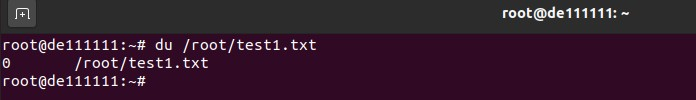 root@de111111: ~
root@de111111:~# du /root/test1.txt
0 /root/test1.txt
root@de111111:~#